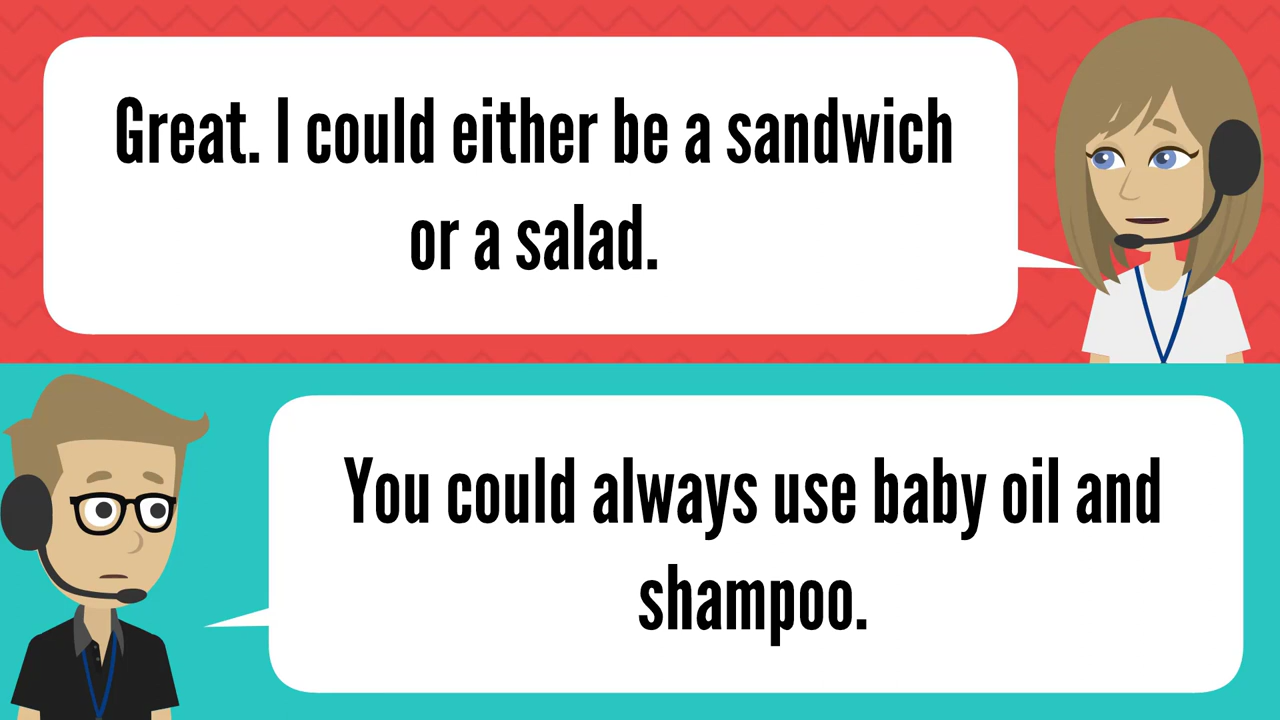 Great. I could either be a sandwich
or a salad.
You could always use baby oil and
shampoo.